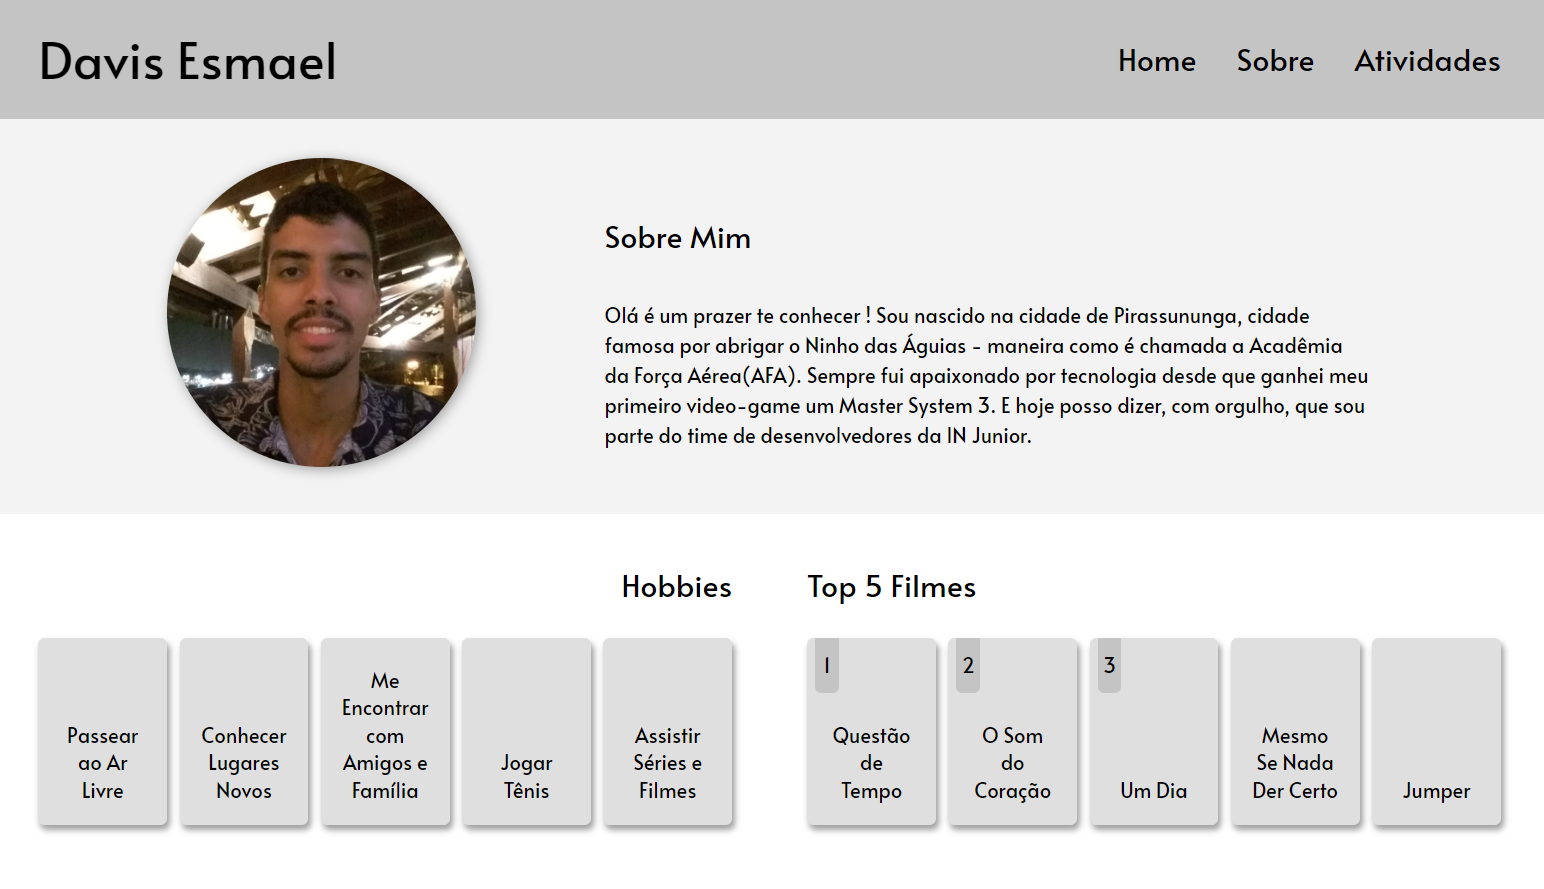 Davis Esmael
Home Sobre Atividades
Sobre Mim
Olá é um prazer te conhecer ! Sou nascido na cidade de Pirassununga, cidade
famosa por abrigar o Ninho das Águias - maneira como é chamada a Acadêmia
da Força Aérea(AFA). Sempre fui apaixonado por tecnologia desde que ganhei meu
primeiro video-game um Master System 3. E hoje posso dizer, com orgulho, que sou
parte do time de desenvolvedores da IN Junior.
Hobbies
Passear
ao Ar
Livre
Conhecer
Lugares
Novos
Me
Encontrar
com
Amigos e
Família
Jogar
Tênis
Assistir
Séries e
Filmes
Top 5 Filmes
1
Questão
de
Tempo
2
O Som
do
Coração
3
Um Dia
Mesmo
Se Nada
Der Certo
Jumper